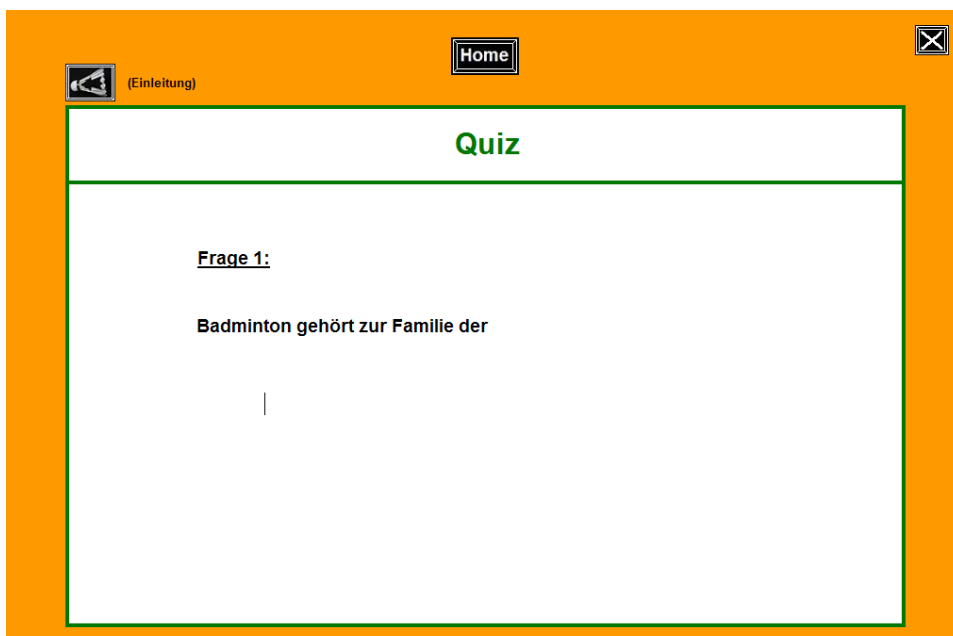 Home
(Einleitung)
Quiz
Frage 1:
Badminton gehört zur Familie der